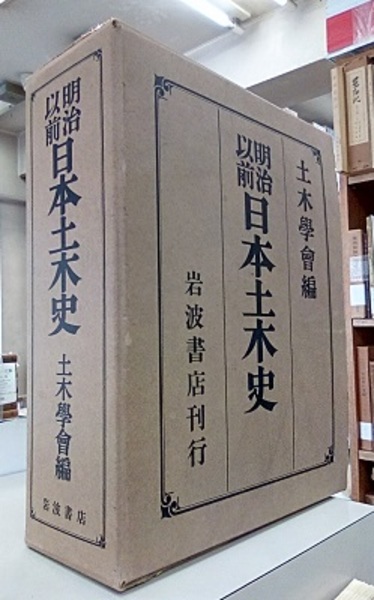 土木學會編
明治以前 日本土木史
岩波書店刊行
明治以前 日本土木史
土木學會編
岩波書店